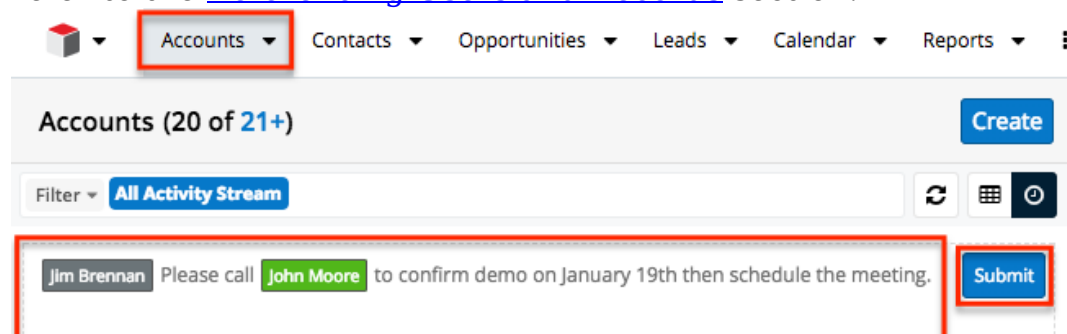 Accounts Contacts Opportunities Leads Calendar Reports
Accounts (20 of 21+) Create
Filter All Activity Stream
Jim Brennan Please call John Moore to confirm demo on January 19th then schedule the meeting. Submit